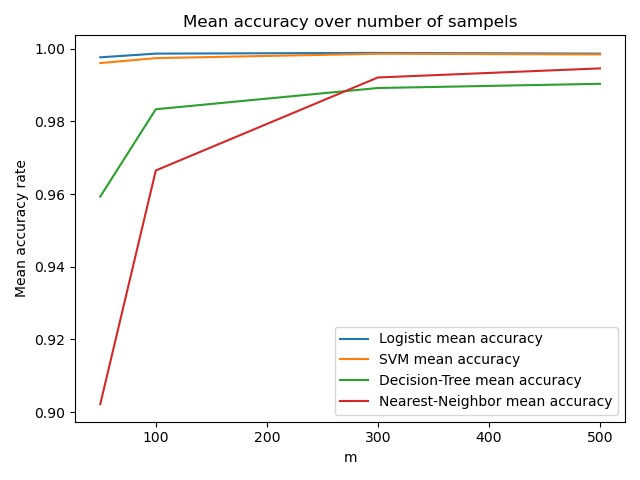 Mean accuracy over number of sampels
Mean accuracy rate
1.00
0.98
0.96
0.94
0.92
0.90
Logistic mean accuracy
SVM mean accuracy
Decision-Tree mean accuracy
Nearest-Neighbor mean accuracy
100
200
300
400
500
m